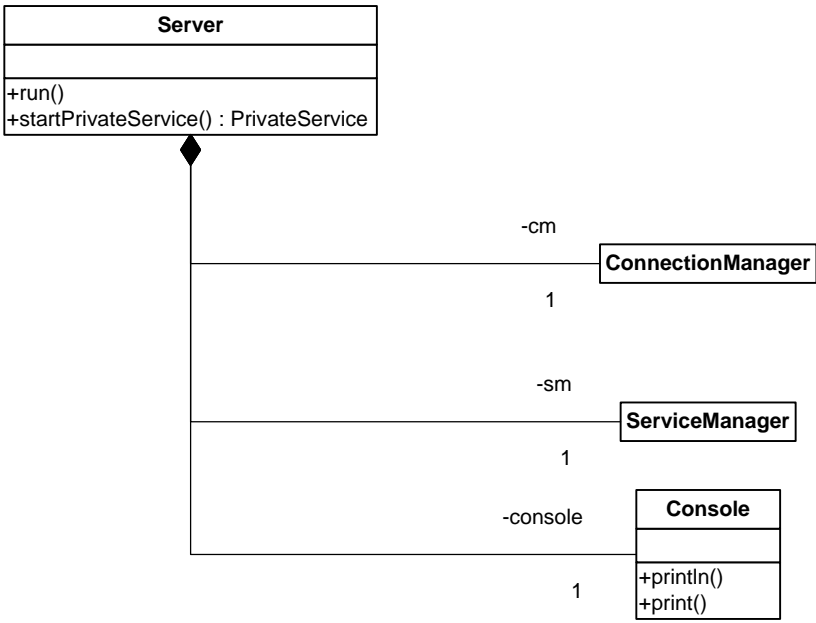 Server
+run()
+startPrivateService() : PrivateService
-cm
ConnectionManager
1
-sm
ServiceManager
1
-console
Console
1
+println()
+print()